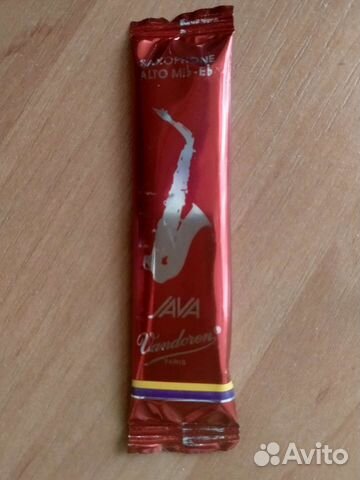 SAXOPHONE
ALTO Mib-Eb
JAVA
Vandoren
PARIS
Avito